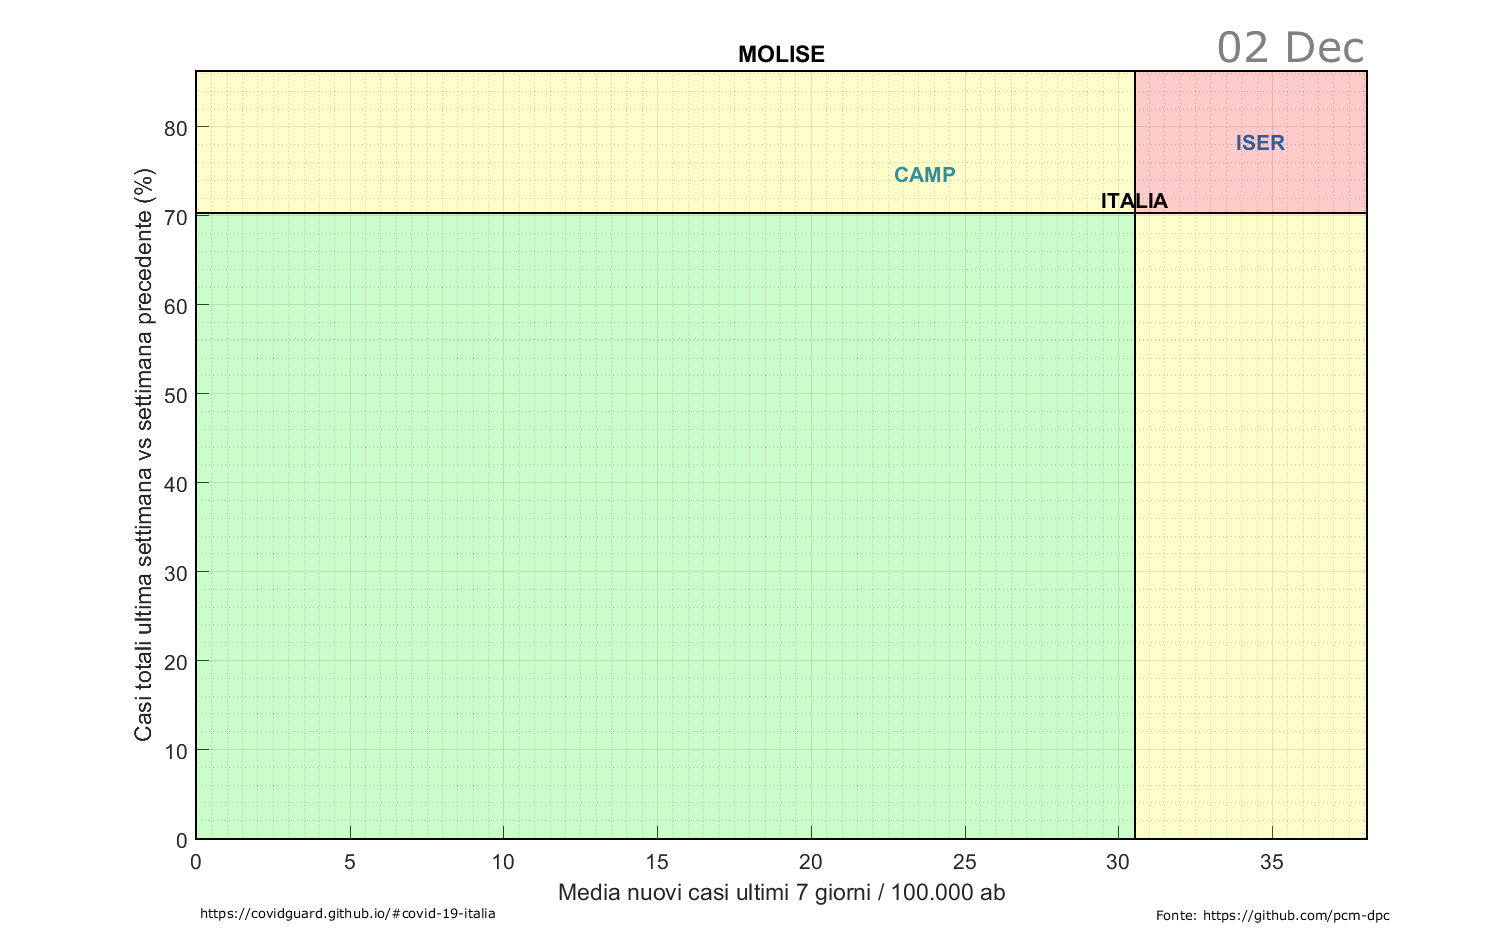 MOLISE
02 Dec
Casi totali ultima settimana vs settimana precedente (%)
80
70
60
50
40
30
20
10
0
ISER
CAMP
ITALIA
0 5 10 15 20 25 30 35
Media nuovi casi ultimi 7 giorni / 100.000 ab
https://covidguard.github.io/#covid-19-italia
Fonte: https://github.com/pcm-dpc